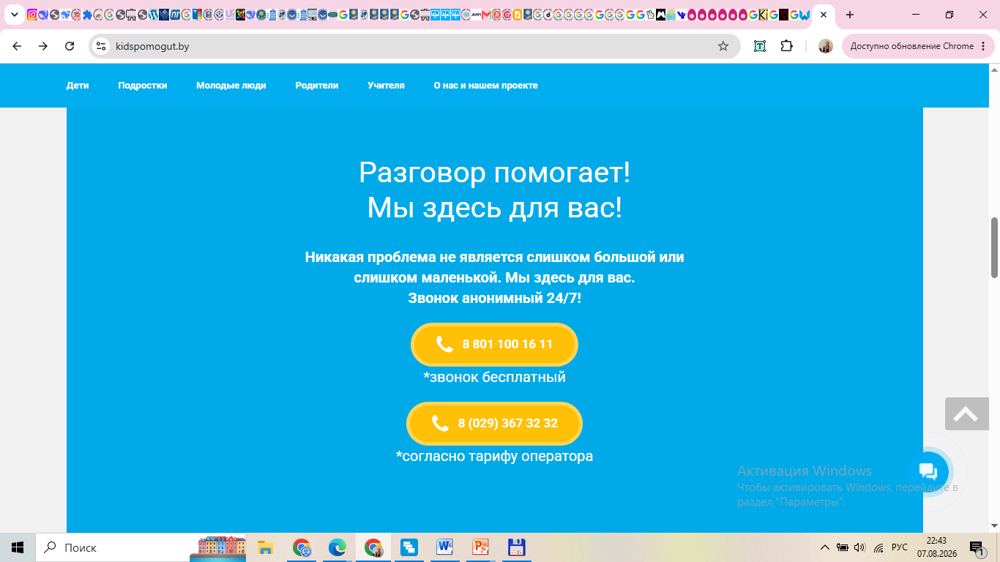 kidspomogut.by
Доступно обновление Chrome
Дети Подростки Молодые люди Родители Учителя О нас и нашем проекте
Разговор помогает!
Мы здесь для вас!
Никакая проблема не является слишком большой или
слишком маленькой. Мы здесь для вас.
Звонок анонимный 24/7!
8 801 100 16 11
*звонок бесплатный
8 (029) 367 32 32
*согласно тарифу оператора
Активация Windows
Чтобы активировать Windows, перейдите в
раздел "Параметры".
Поиск
РУС
22:43
07.08.2026
1